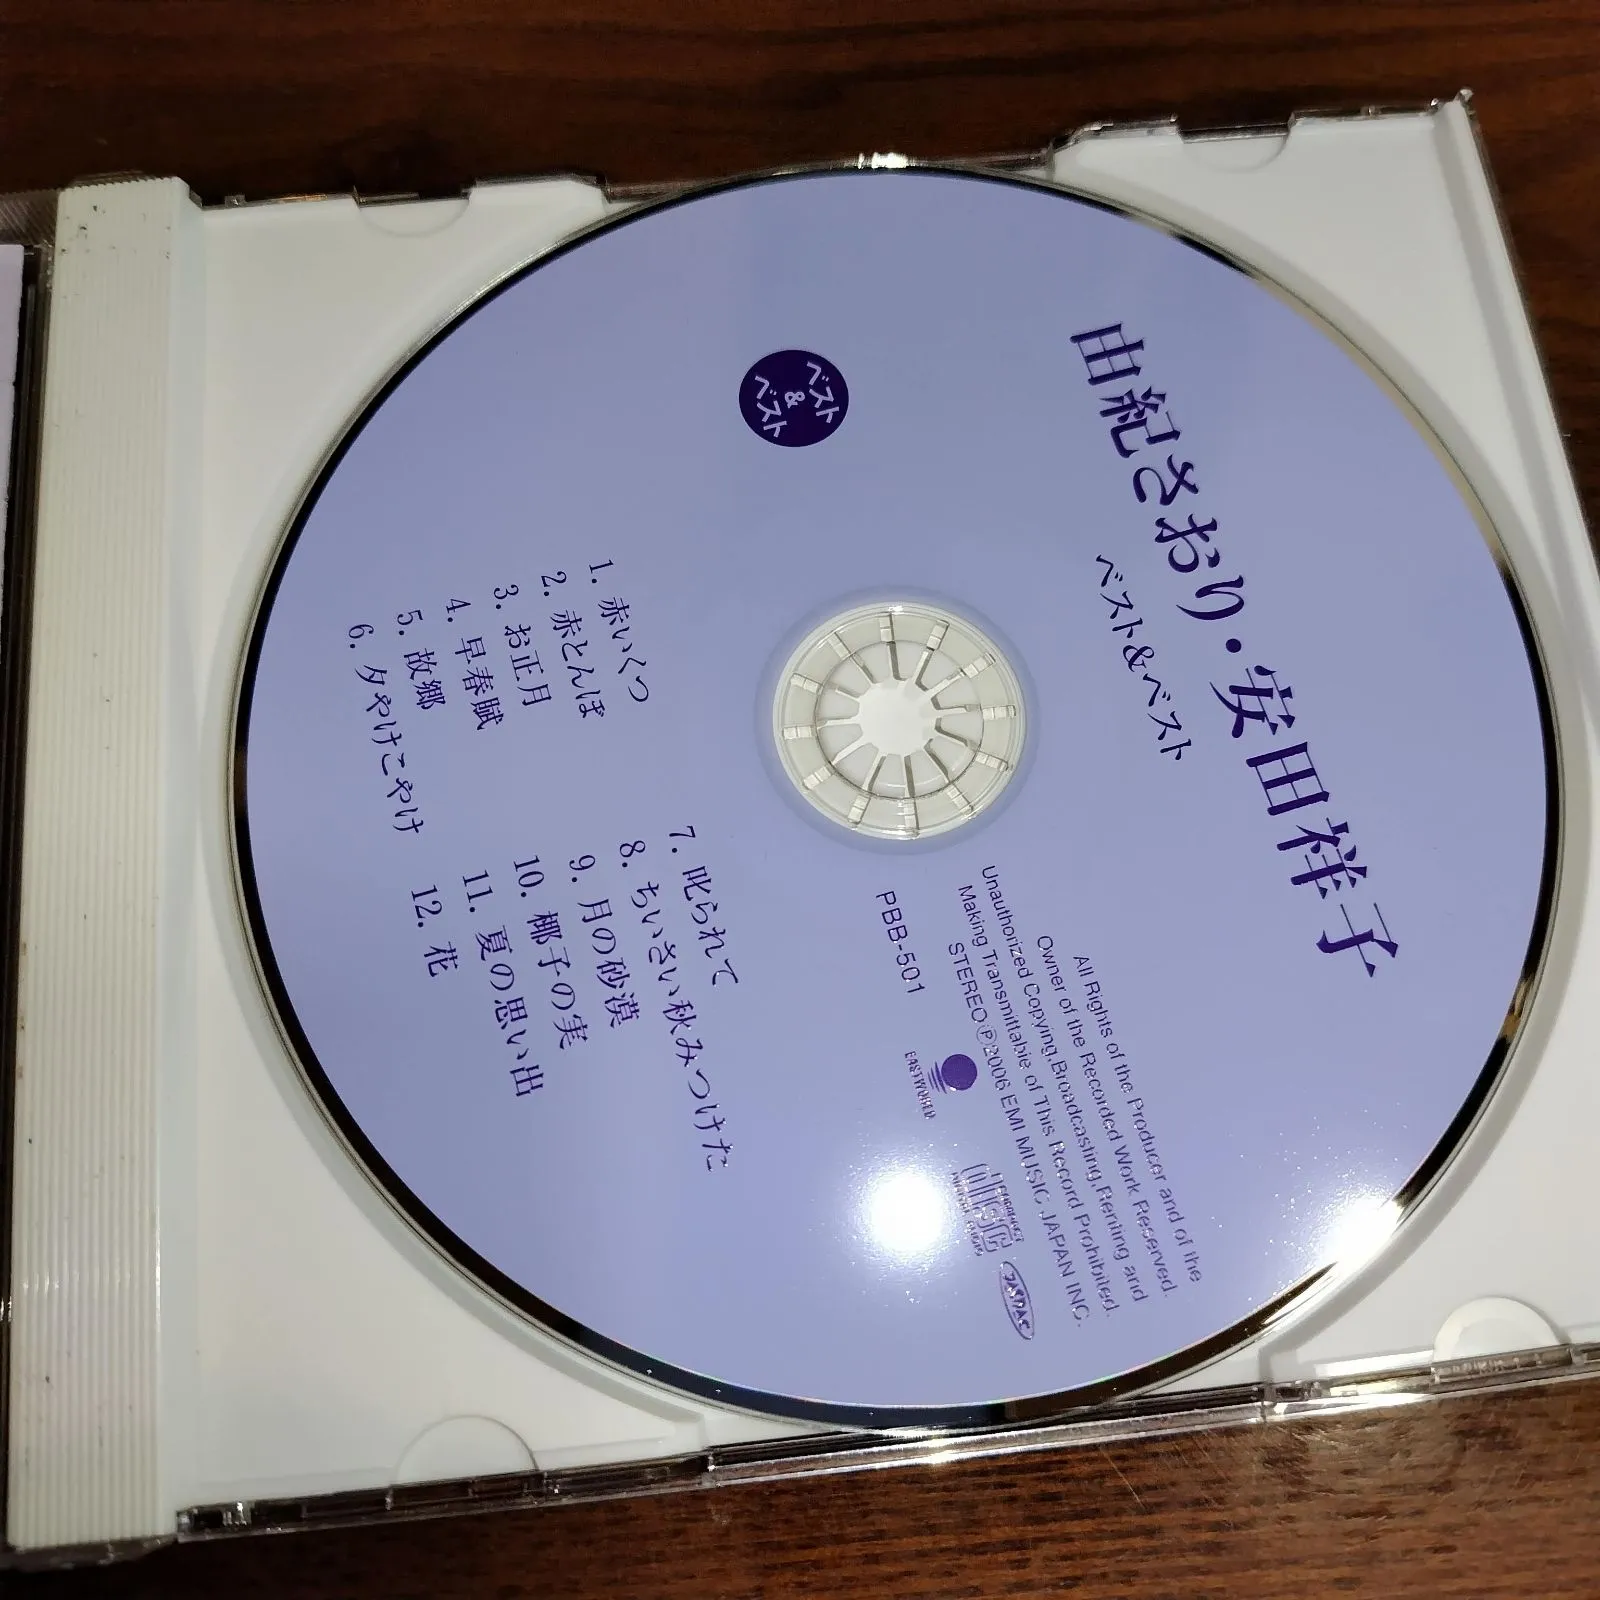 由紀さおり・安田祥子
ベスト&ベスト
ベスト
&
ベスト
1. 赤いくつ
2. 赤とんぼ
3. お正月
4. 早春賦
5. 故郷
6. 夕やけこやけ
7. 叱られて
8. ちいさい秋みつけた
9. 月の砂漠
10. 椰子の実
11. 夏の思い出
12. 花
PBB-501
EASTWORLD
All Rights of the Producer and of the
Owner of the Recorded Work Reserved.
Unauthorized Copying,Broadcasting,Renting and
Making Transmittable of This Record Prohibited.
STEREO Ⓟ2006 EMI MUSIC JAPAN INC.
COMPACT
disc
DIGITAL AUDIO
JASRAC